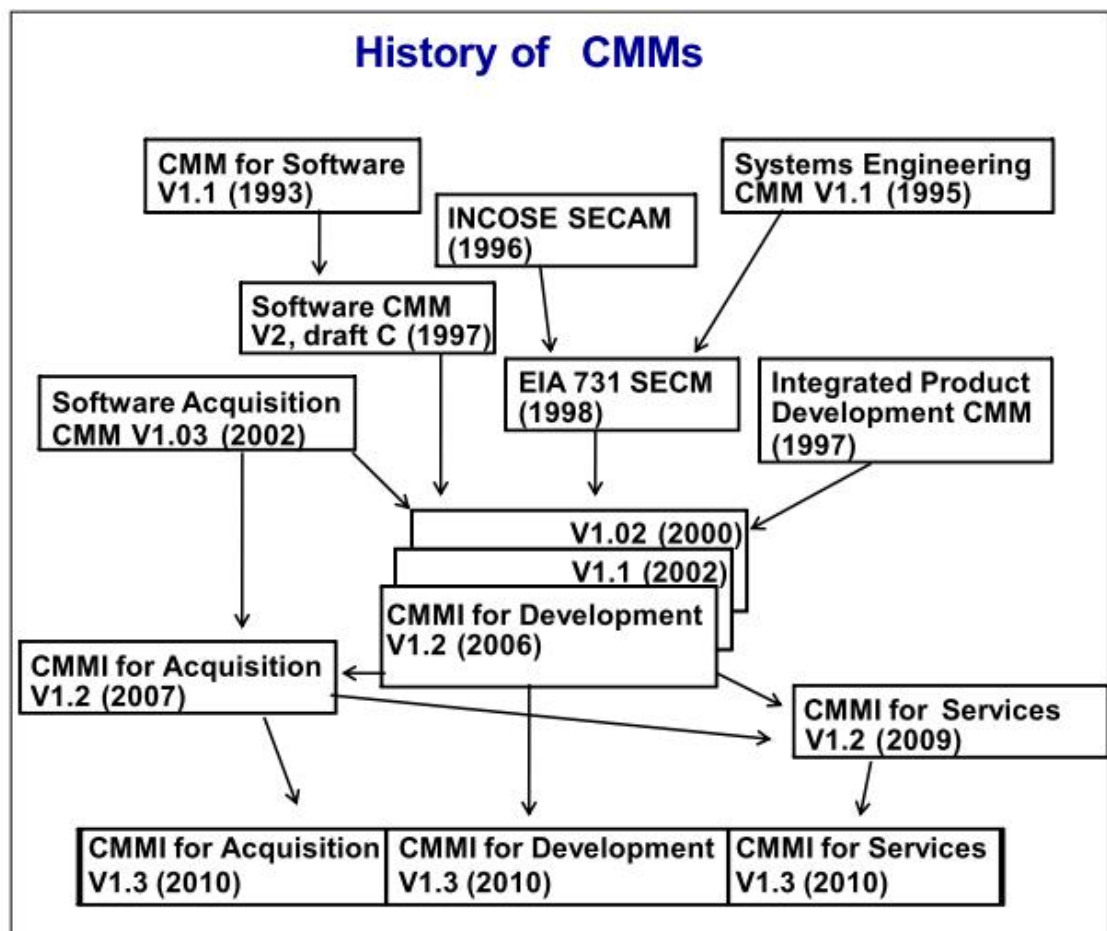 History of CMMs
CMM for Software
V1.1 (1993)
Systems Engineering
CMM V1.1 (1995)
INCOSE SECAM
(1996)
Software CMM
V2, draft C (1997)
EIA 731 SECM
(1998)
Integrated Product
Development CMM
(1997)
Software Acquisition
CMM V1.03 (2002)
V1.02 (2000)
V1.1 (2002)
CMMI for Development
V1.2 (2006)
CMMI for Acquisition
V1.2 (2007)
CMMI for Services
V1.2 (2009)
CMMI for Acquisition
V1.3 (2010)
CMMI for Development
V1.3 (2010)
CMMI for Services
V1.3 (2010)